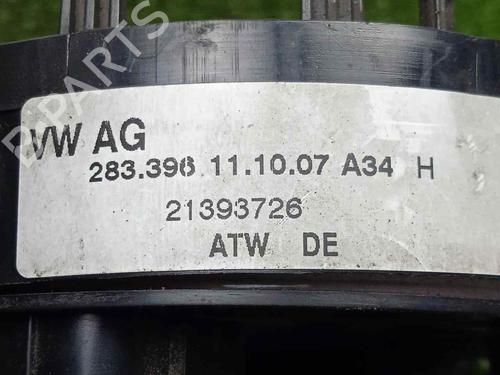 B-PARTS
VW AG
283.396 11.10.07 A34 H
21393726
ATW DE